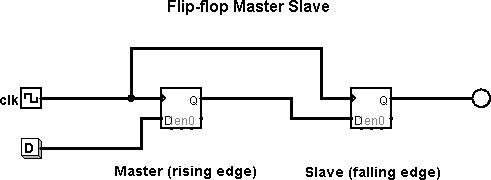 Flip-flop Master Slave
clk
Q
D en0
Q
D en0
D
Master (rising edge)
Slave (falling edge)